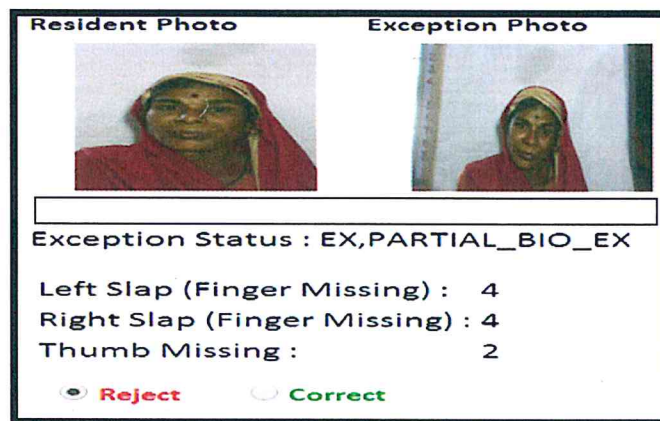 Resident Photo Exception Photo
Exception Status : EX,PARTIAL_BIO_EX
Left Slap (Finger Missing) : 4
Right Slap (Finger Missing) : 4
Thumb Missing : 2
Reject Correct